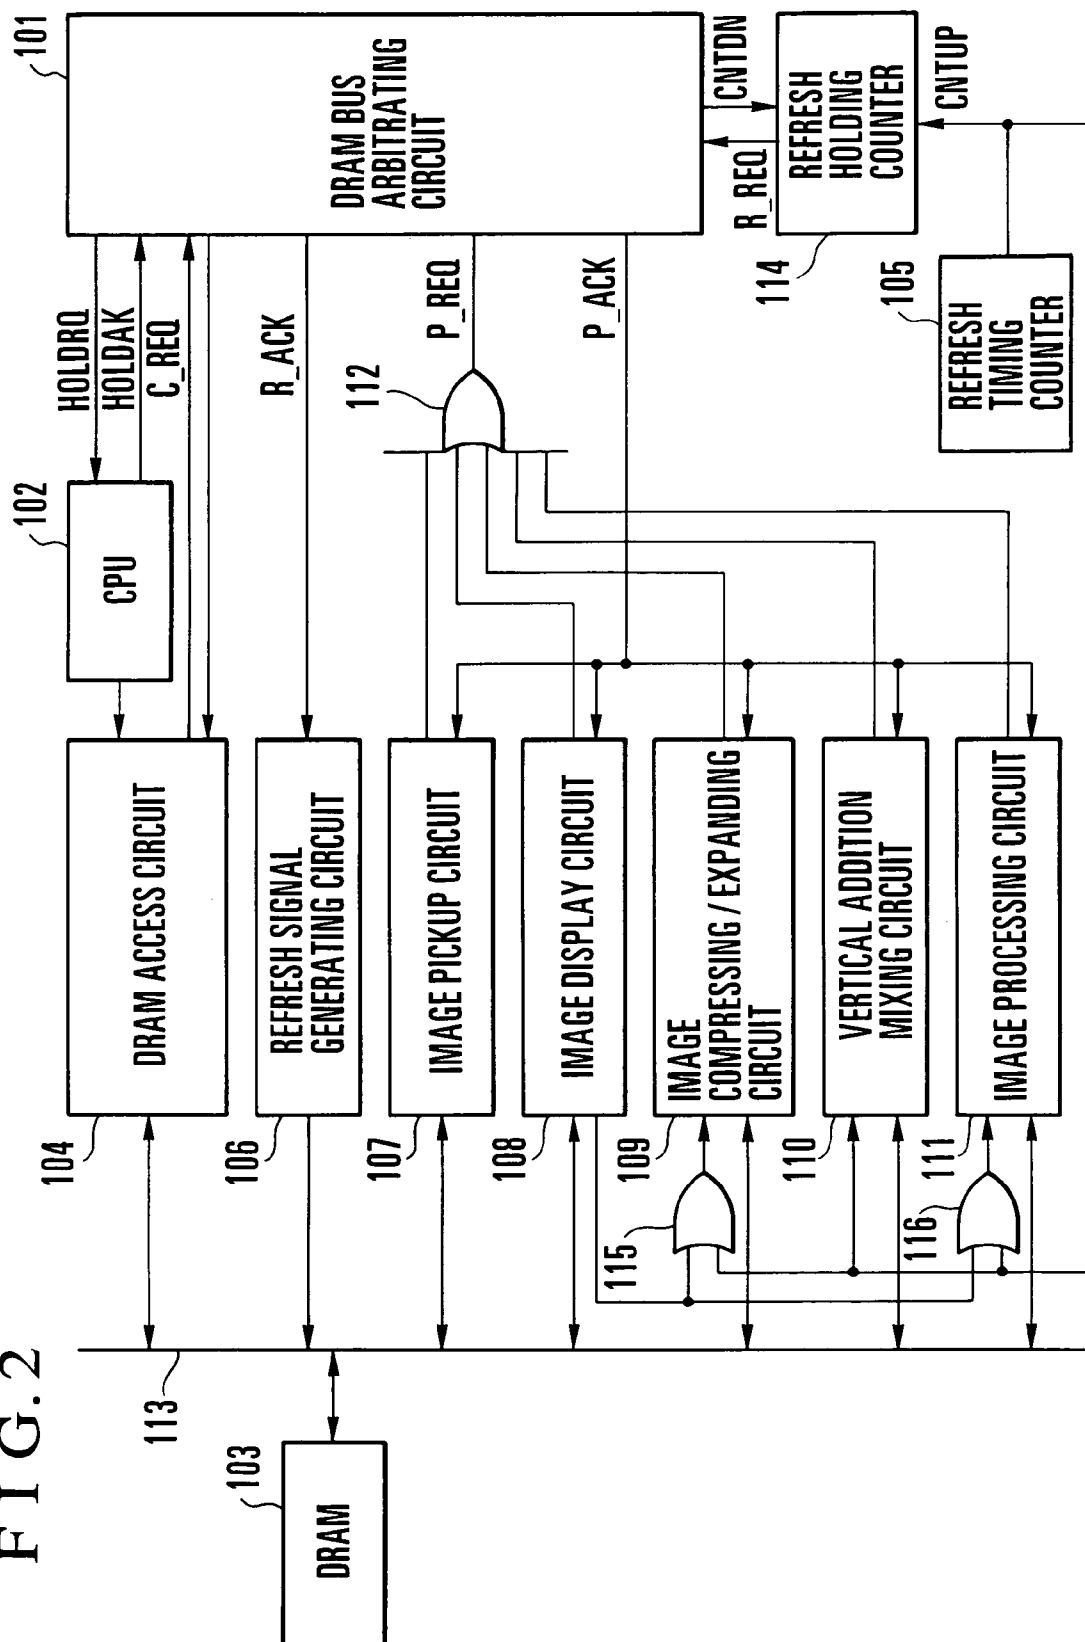 FIG.2
101
DRAM BUS
ARBITRATING
CIRCUIT
CNTDN
R_REQ
REFRESH
HOLDING
COUNTER
114
CNTUP
105
REFRESH
TIMING
COUNTER
HOLDRQ
HOLDAK
C_REQ
R_ACK
P_REQ
P_ACK
112
102
CPU
DRAM ACCESS CIRCUIT
104
REFRESH SIGNAL
GENERATING CIRCUIT
106
IMAGE PICKUP CIRCUIT
107
IMAGE DISPLAY CIRCUIT
108
IMAGE
COMPRESSING / EXPANDING
CIRCUIT
109
VERTICAL ADDITION
MIXING CIRCUIT
110
IMAGE PROCESSING CIRCUIT
111
115
116
113
103
DRAM